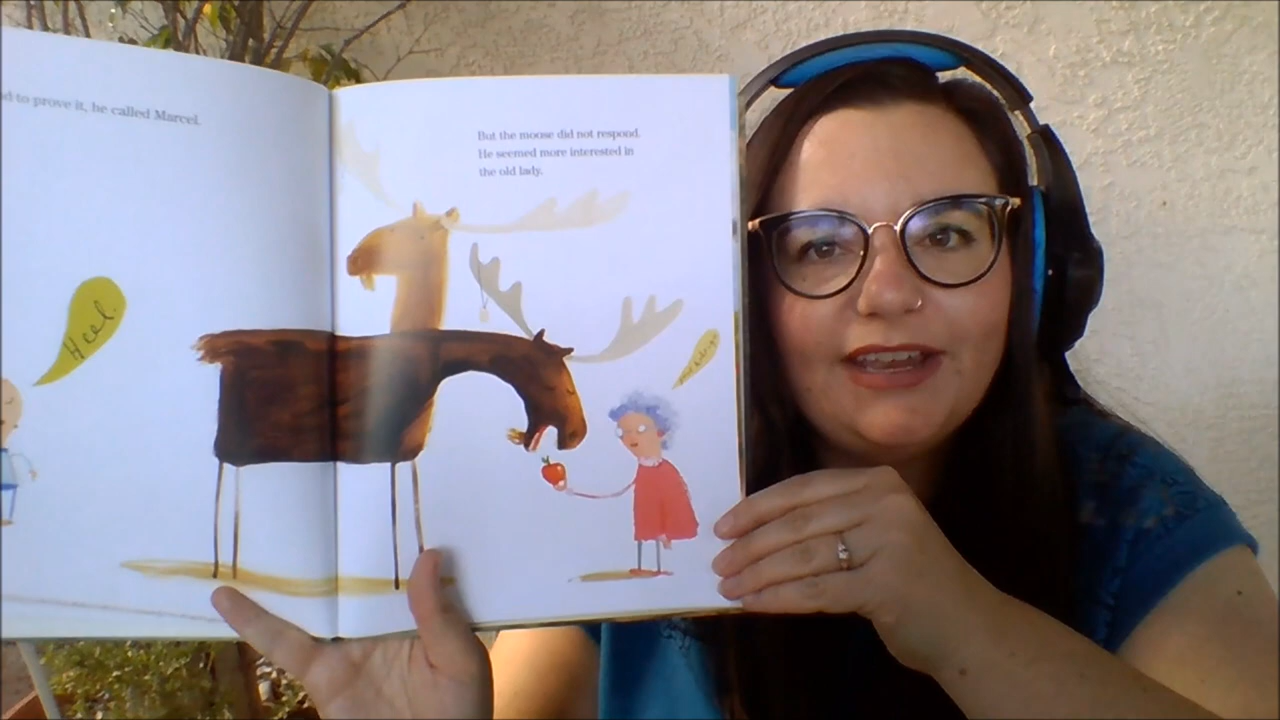 d to prove it, he called Marcel.
Heel.
But the moose did not respond.
He seemed more interested in
the old lady.